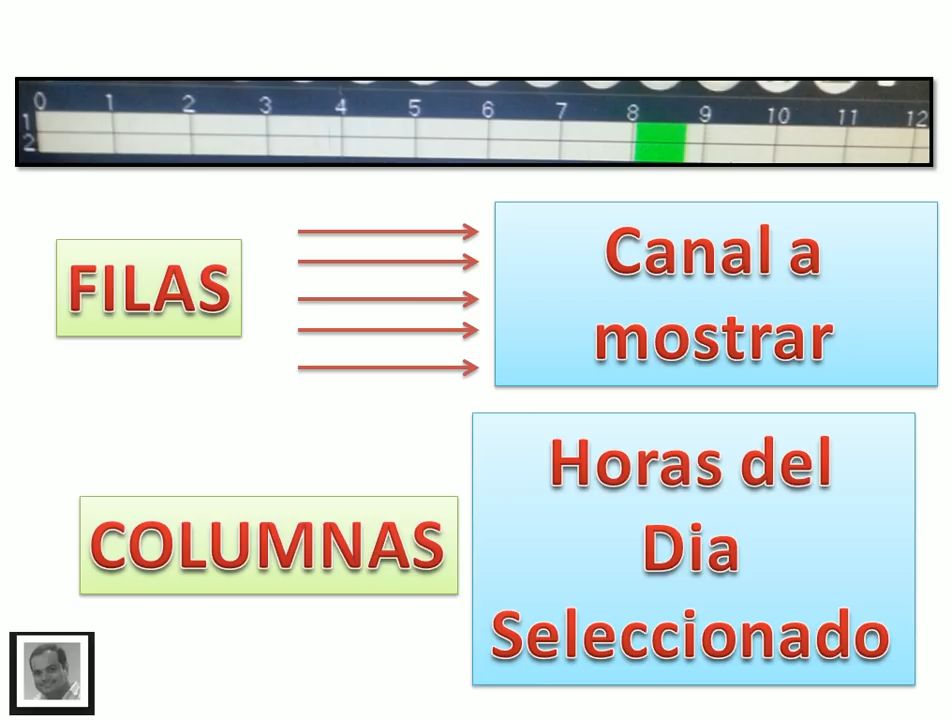 0 1 2 3 4 5 6 7 8 9 10 11 12
1
2
FILAS
Canal a
mostrar
COLUMNAS
Horas del
Dia
Seleccionado